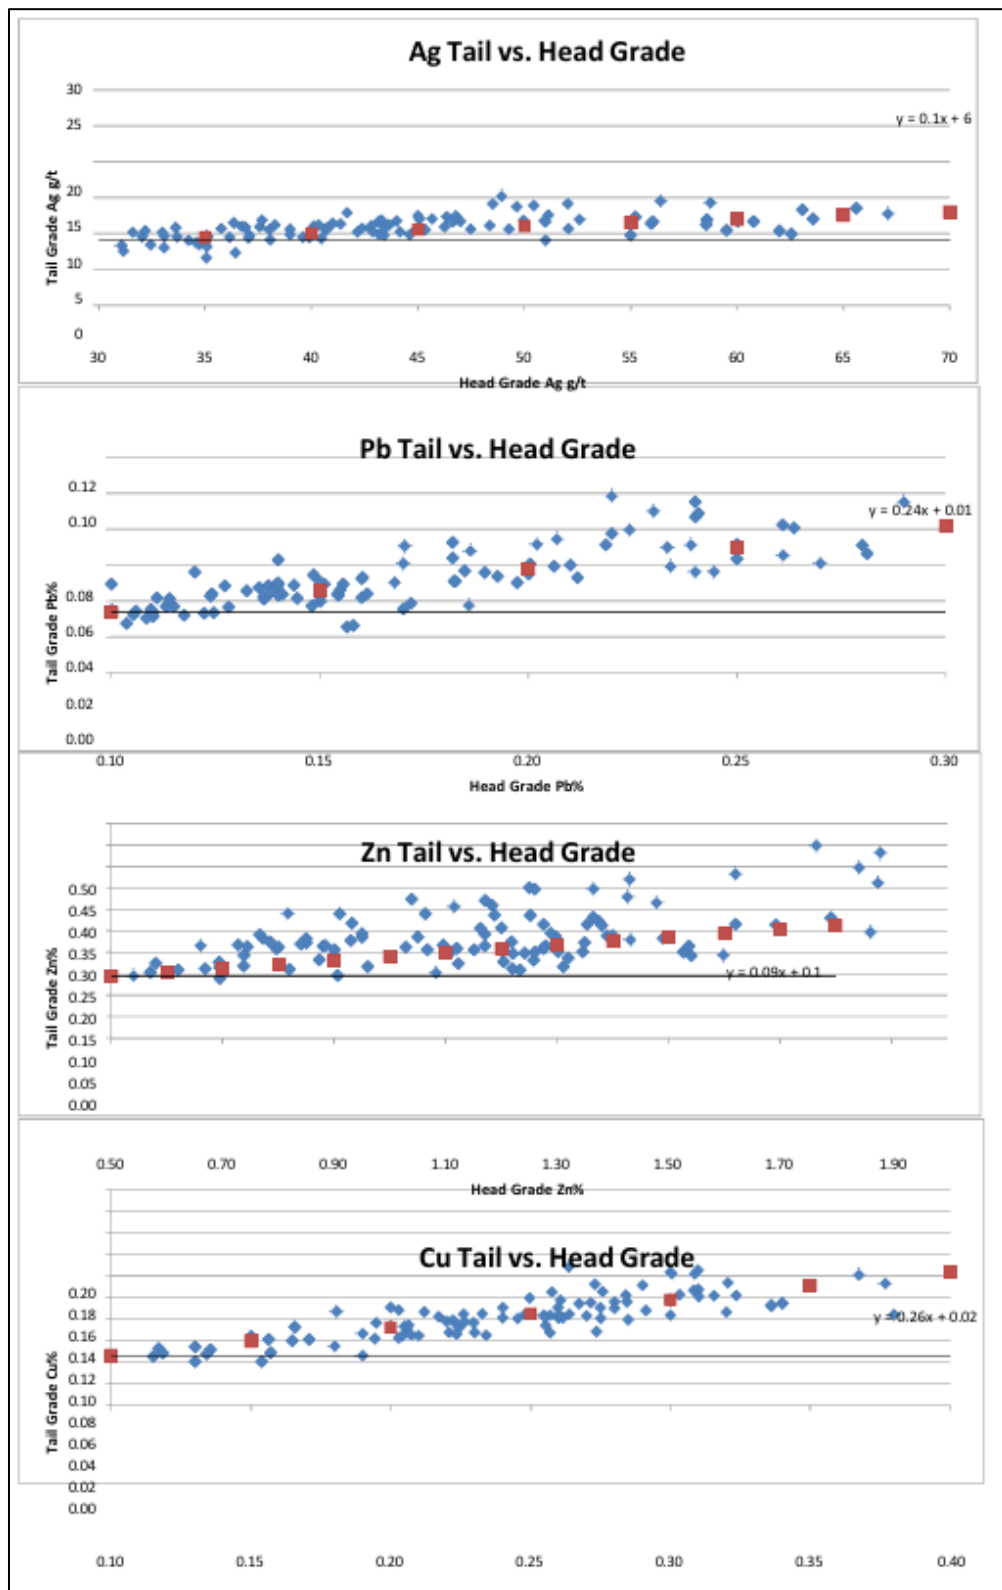 Ag Tail vs. Head Grade
30
25
20
15
10
5
0
Tail Grade Ag g/t
y = 0.1x + 6
30 35 40 45 50 55 60 65 70
Head Grade Ag g/t
Pb Tail vs. Head Grade
0.12
0.10
0.08
0.06
0.04
0.02
0.00
Tail Grade Pb%
y = 0.24x + 0.01
0.10 0.15 0.20 0.25 0.30
Head Grade Pb%
Zn Tail vs. Head Grade
0.50
0.45
0.40
0.35
0.30
0.25
0.20
0.15
0.10
0.05
0.00
Tail Grade Zn%
y = 0.09x + 0.1
0.50 0.70 0.90 1.10 1.30 1.50 1.70 1.90
Head Grade Zn%
Cu Tail vs. Head Grade
0.20
0.18
0.16
0.14
0.12
0.10
0.08
0.06
0.04
0.02
0.00
Tail Grade Cu%
y = 0.26x + 0.02
0.10 0.15 0.20 0.25 0.30 0.35 0.40